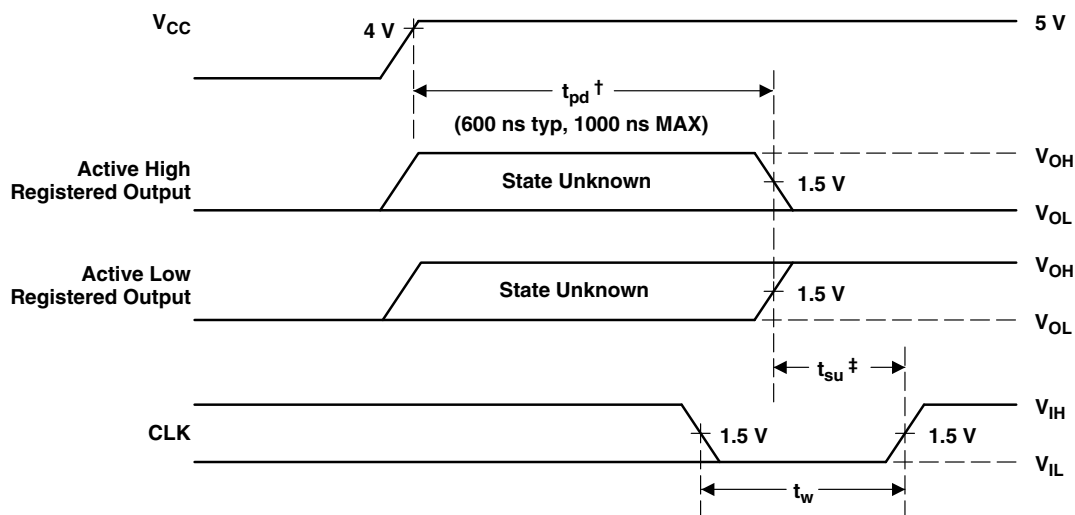 VCC
4 V
5 V
tpd †
(600 ns typ, 1000 ns MAX)
Active High
Registered Output
State Unknown
1.5 V
VOH
VOL
Active Low
Registered Output
State Unknown
1.5 V
VOH
VOL
tsu ‡
CLK
1.5 V
1.5 V
VIH
VIL
tw